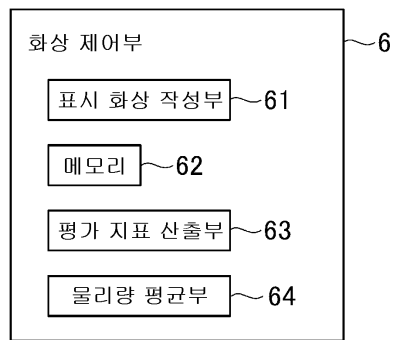 화상 제어부 6
표시 화상 작성부 61
메모리 62
평가 지표 산출부 63
물리량 평균부 64